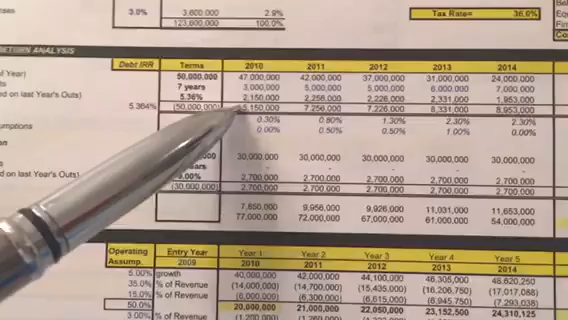 3.0% 3,600,000 2.9%
123,600,000 100.0%
Tax Rate= 36.0%
RETURN ANALYSIS
Debt IRR Terms 2010 2011 2012 2013 2014
of Year) 50,000,000 47,000,000 42,000,000 37,000,000 31,000,000 24,000,000
7 years 3,000,000 5,000,000 5,000,000 6,000,000 7,000,000
ed on last Year's Outs) 5.36% 2,150,000 2,256,000 2,226,000 2,331,000 1,953,000
5.364% (50,000,000) 5,150,000 7,256,000 7,226,000 8,331,000 8,953,000
0.30% 0.80% 1.30% 2.30% 2.30%
umptions 0.00% 0.50% 0.50% 1.00% 0.00%
30,000,000 30,000,000 30,000,000 30,000,000 30,000,000
- - - -
ed on last Year's Outs) 9.00% 2,700,000 2,700,000 2,700,000 2,700,000 2,700,000
(30,000,000) 2,700,000 2,700,000 2,700,000 2,700,000 2,700,000
7,850,000 9,956,000 9,926,000 11,031,000 11,653,000
77,000,000 72,000,000 67,000,000 61,000,000 54,000,000
Operating Entry Year Year 1 Year 2 Year 3 Year 4 Year 5
Assump. 2009 2010 2011 2012 2013 2014
5.00% growth 40,000,000 42,000,000 44,100,000 46,305,000 48,620,250
35.0% % of Revenue (14,000,000) (14,700,000) (15,435,000) (16,206,750) (17,017,088)
15.0% % of Revenue (6,000,000) (6,300,000) (6,615,000) (6,945,750) (7,293,038)
50.0% 20,000,000 21,000,000 22,050,000 23,152,500 24,310,125
3.00% % of Revenue (1,200,000) (1,260,000)